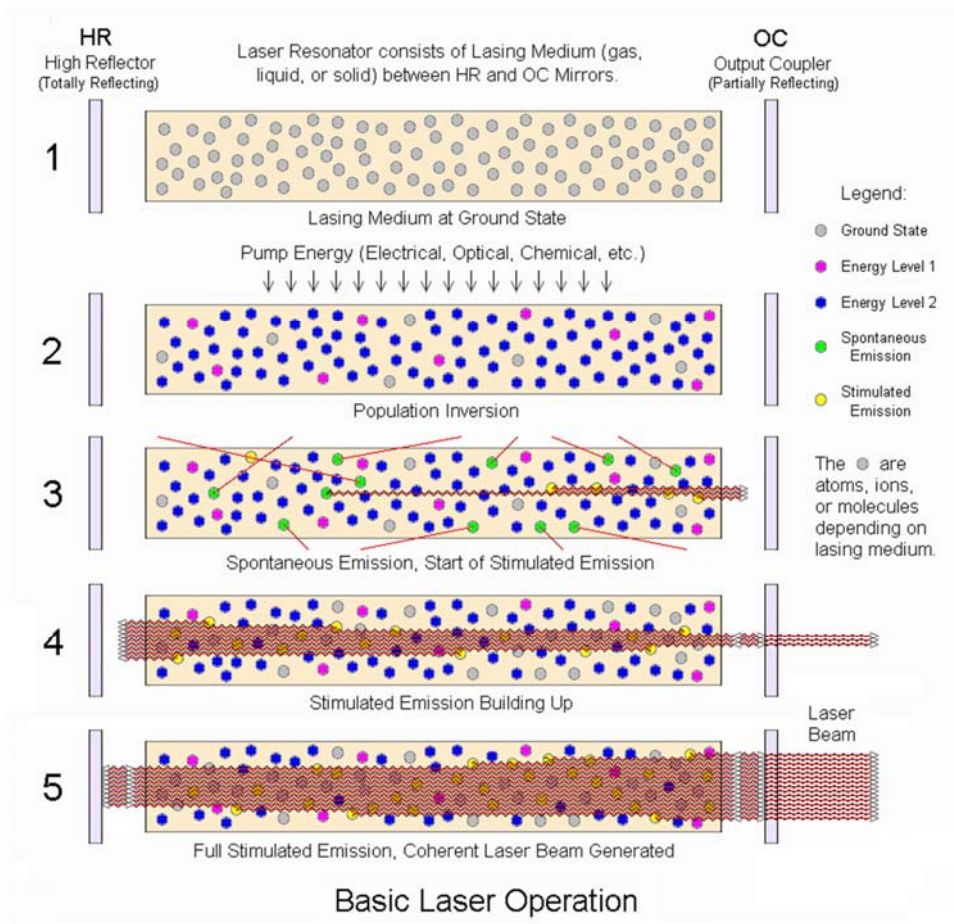 HR
High Reflector
(Totally Reflecting)
Laser Resonator consists of Lasing Medium (gas,
liquid, or solid) between HR and OC Mirrors.
OC
Output Coupler
(Partially Reflecting)
1
Lasing Medium at Ground State
Legend:
Ground State
Energy Level 1
Energy Level 2
Spontaneous
Emission
Stimulated
Emission
The are
atoms, ions,
or molecules
depending on
lasing medium.
Pump Energy (Electrical, Optical, Chemical, etc.)
2
Population Inversion
3
Spontaneous Emission, Start of Stimulated Emission
4
Stimulated Emission Building Up
Laser
Beam
5
Full Stimulated Emission, Coherent Laser Beam Generated
Basic Laser Operation